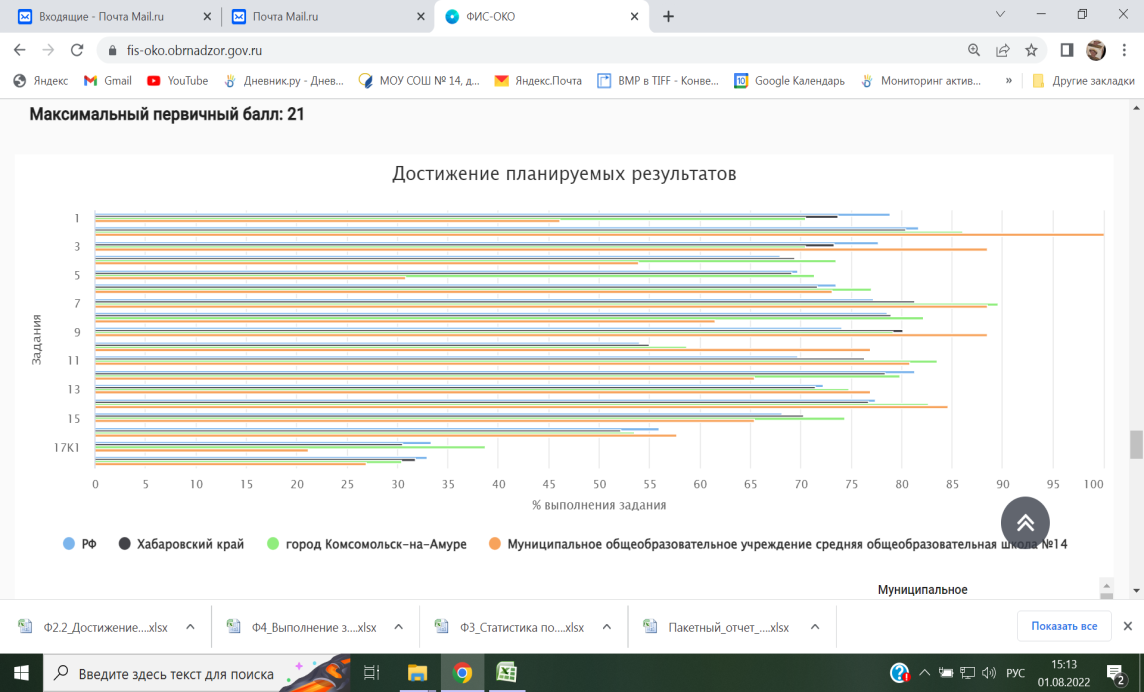 Входящие - Почта Mail.ru
Почта Mail.ru
ФИС-ОКО
fis-oko.obrnadzor.gov.ru
Яндекс
Gmail
YouTube
Дневник.ру - Днев...
МОУ СОШ № 14, д...
Яндекс.Почта
BMP в TIFF - Конве...
10
Google Календарь
Мониторинг актив...
»
Другие закладки
Максимальный первичный балл: 21
Достижение планируемых результатов
Задания
1
3
5
7
9
11
13
15
17K1
0 5 10 15 20 25 30 35 40 45 50 55 60 65 70 75 80 85 90 95 100
% выполнения задания
РФ
Хабаровский край
город Комсомольск-на-Амуре
Муниципальное общеобразовательное учреждение средняя общеобразовательная школа №14
Муниципальное
Ф2.2_Достижение....xlsx
Ф4_Выполнение з....xlsx
Ф3_Статистика по....xlsx
Пакетный_отчет_....xlsx
Показать все
Введите здесь текст для поиска
РУС
15:13
01.08.2022
2